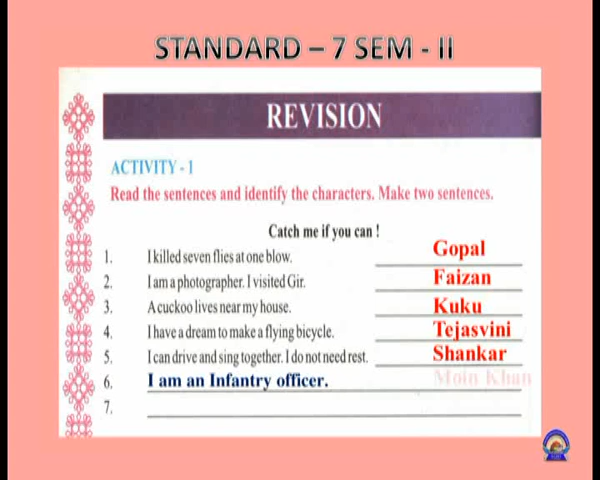 STANDARD – 7 SEM - II
REVISION
ACTIVITY - 1
Read the sentences and identify the characters. Make two sentences.
Catch me if you can !
1. I killed seven flies at one blow. Gopal
2. I am a photographer. I visited Gir. Faizan
3. A cuckoo lives near my house. Kuku
4. I have a dream to make a flying bicycle. Tejasvini
5. I can drive and sing together. I do not need rest. Shankar
6. I am an Infantry officer. Moin Khan
7.